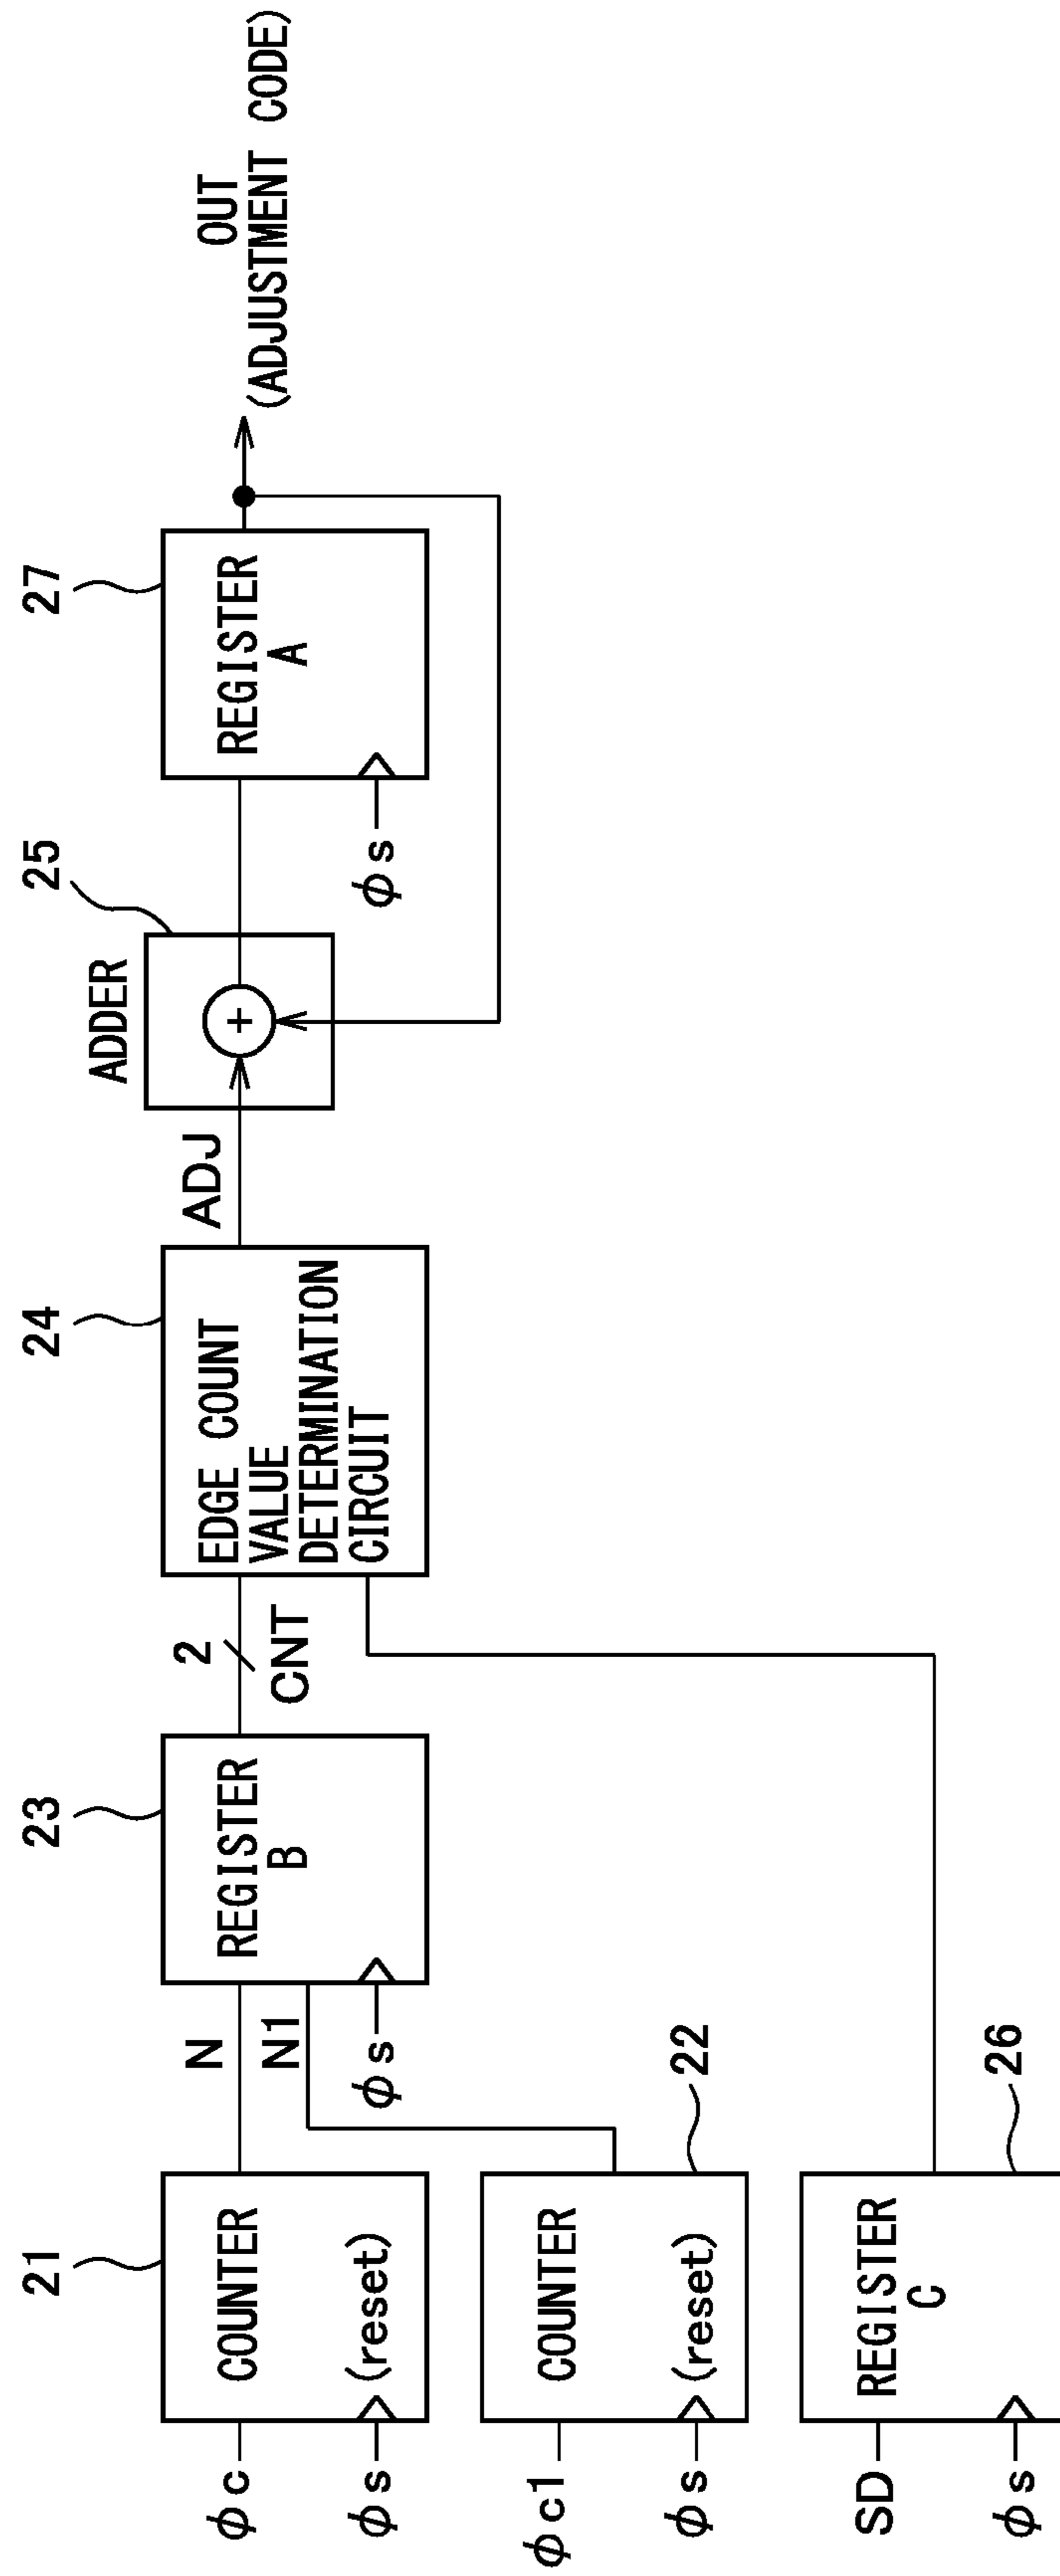 21
COUNTER
(reset)
φc
φs
N
N1
22
COUNTER
(reset)
φc1
φs
26
REGISTER
C
SD
φs
23
REGISTER
B
φs
2
CNT
24
EDGE COUNT
VALUE
DETERMINATION
CIRCUIT
ADJ
ADDER
25
+
27
REGISTER
A
φs
OUT
(ADJUSTMENT CODE)